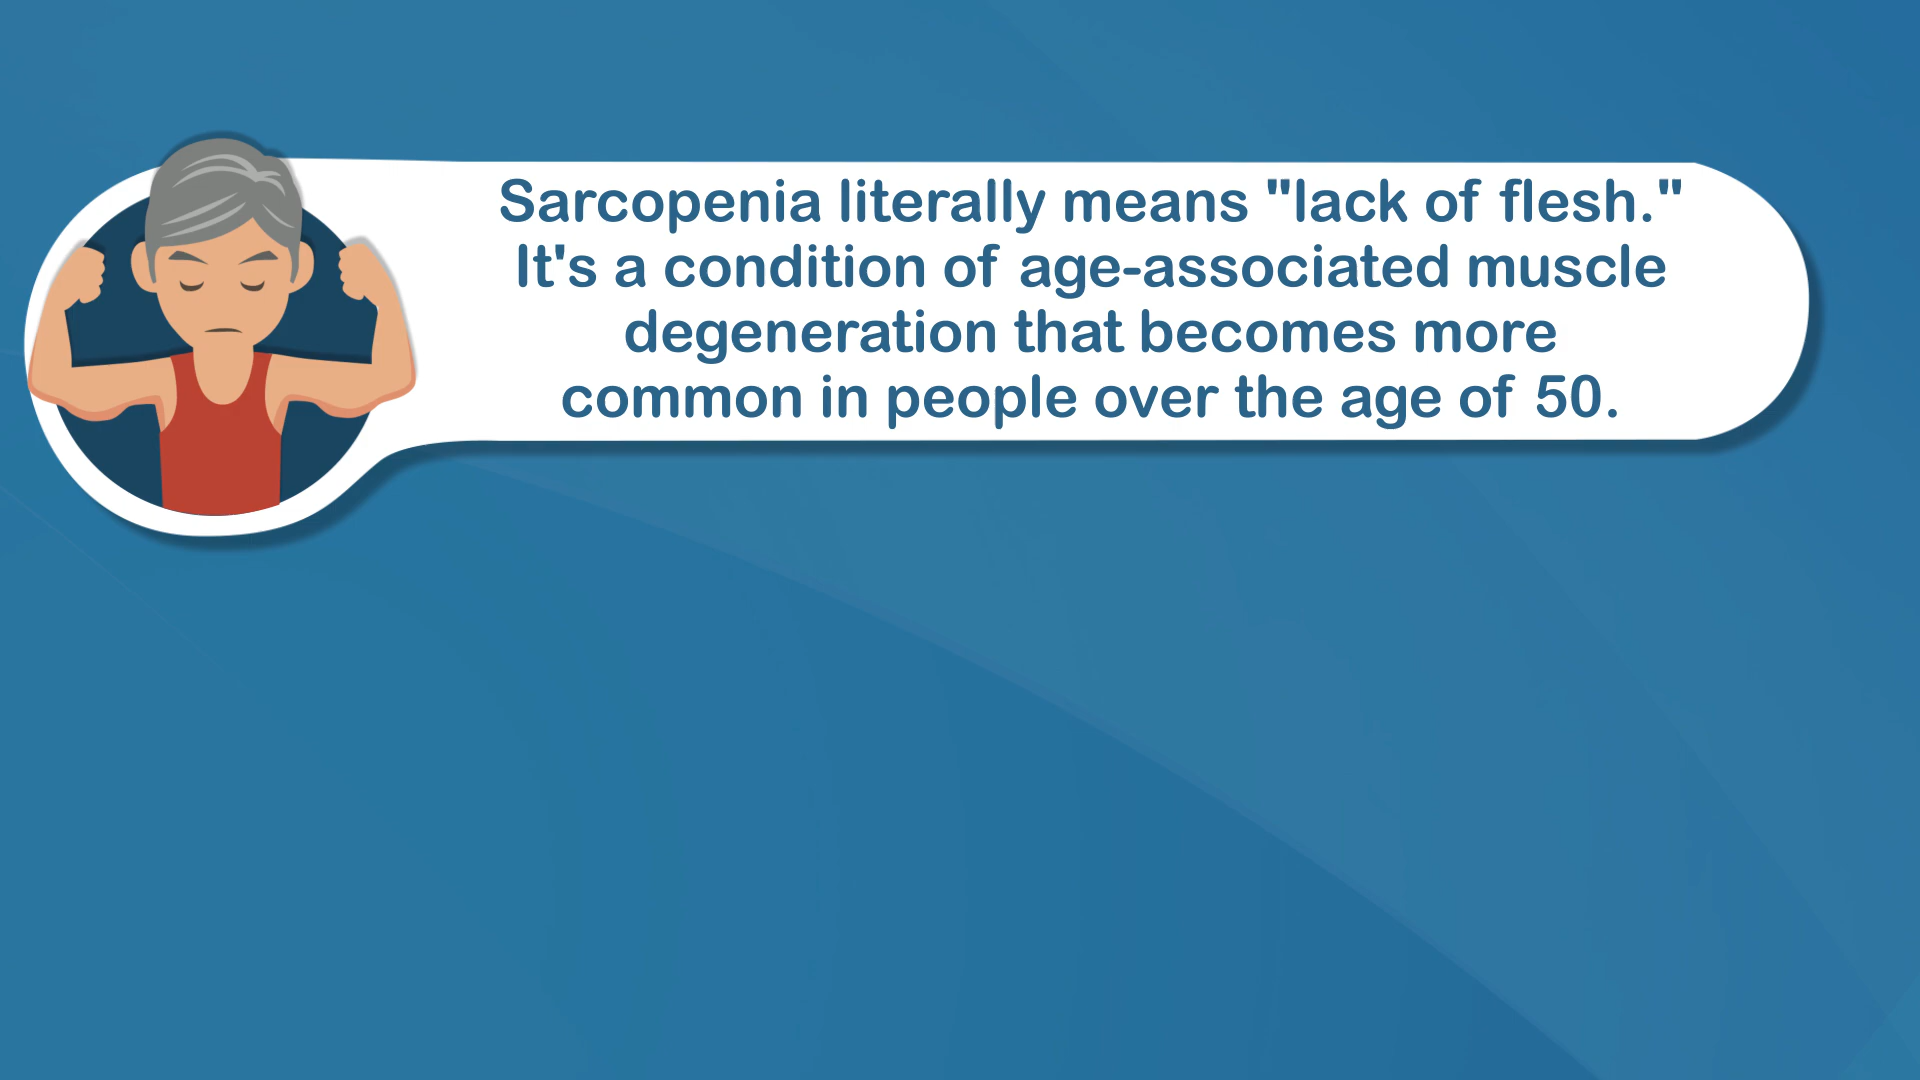 Sarcopenia literally means "lack of flesh."
It's a condition of age-associated muscle
degeneration that becomes more
common in people over the age of 50.